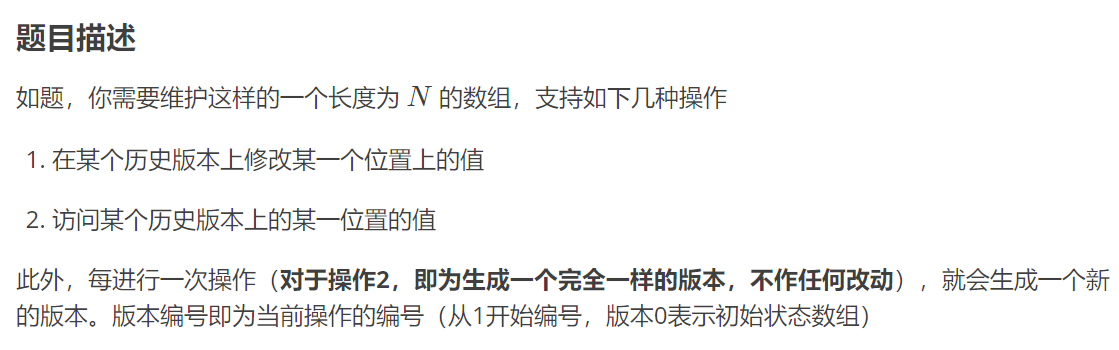 题目描述
如题，你需要维护这样的一个长度为 N 的数组，支持如下几种操作
1. 在某个历史版本上修改某一个位置上的值
2. 访问某个历史版本上的某一位置的值
此外，每进行一次操作（对于操作2，即为生成一个完全一样的版本，不作任何改动），就会生成一个新
的版本。版本编号即为当前操作的编号（从1开始编号，版本0表示初始状态数组）